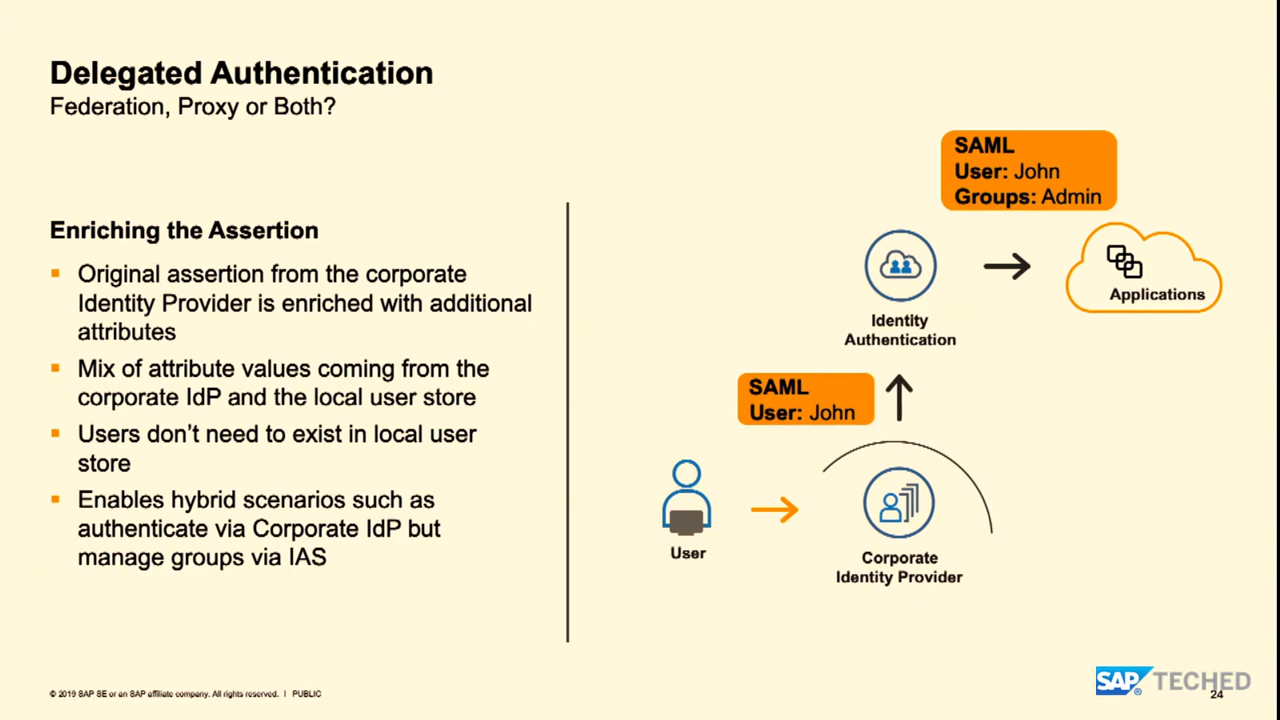 Delegated Authentication
Federation, Proxy or Both?
Enriching the Assertion
▪ Original assertion from the corporate
Identity Provider is enriched with additional
attributes
▪ Mix of attribute values coming from the
corporate IdP and the local user store
▪ Users don’t need to exist in local user
store
▪ Enables hybrid scenarios such as
authenticate via Corporate IdP but
manage groups via IAS
SAML
User: John
Groups: Admin
Identity
Authentication
Applications
SAML
User: John
User
Corporate
Identity Provider
© 2019 SAP SE or an SAP affiliate company. All rights reserved. | PUBLIC
SAP® TECHED
24